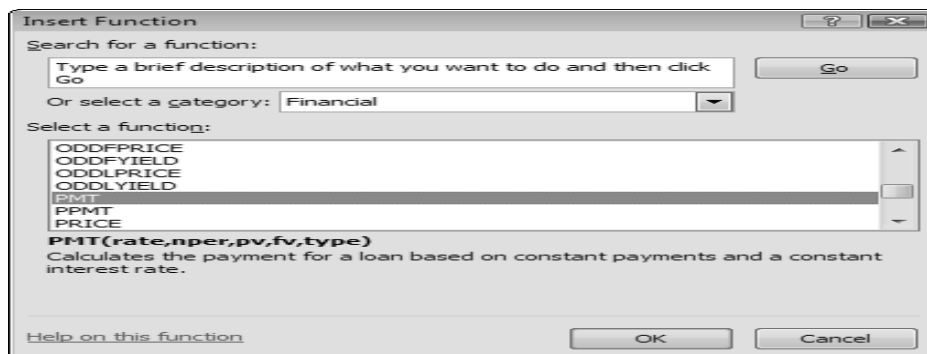 Insert Function
Search for a function:
Type a brief description of what you want to do and then click
Go
Go
Or select a category: Financial
Select a function:
ODDFPRICE
ODDFYIELD
ODDLPRICE
ODDLYIELD
PMT
PPMT
PRICE
PMT(rate,nper,pv,fv,type)
Calculates the payment for a loan based on constant payments and a constant
interest rate.
Help on this function
OK
Cancel